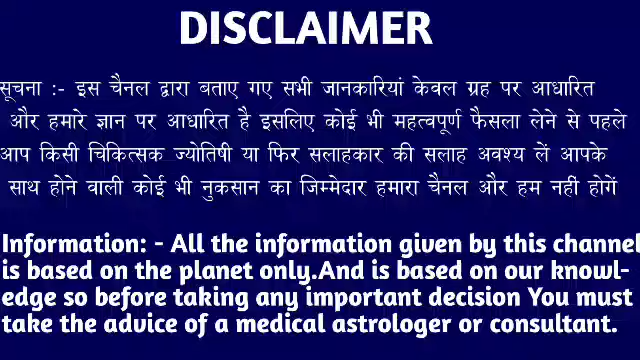 DISCLAIMER
सूचना :- इस चैनल द्वारा बताए गए सभी जानकारियां केवल ग्रह पर आधारित
और हमारे ज्ञान पर आधारित है इसलिए कोई भी महत्वपूर्ण फैसला लेने से पहले
आप किसी चिकित्सक ज्योतिषी या फिर सलाहकार की सलाह अवश्य लें आपके
साथ होने वाली कोई भी नुकसान का जिम्मेदार हमारा चैनल और हम नहीं होगें
Information: - All the information given by this channel
is based on the planet only.And is based on our knowl-
edge so before taking any important decision You must
take the advice of a medical astrologer or consultant.